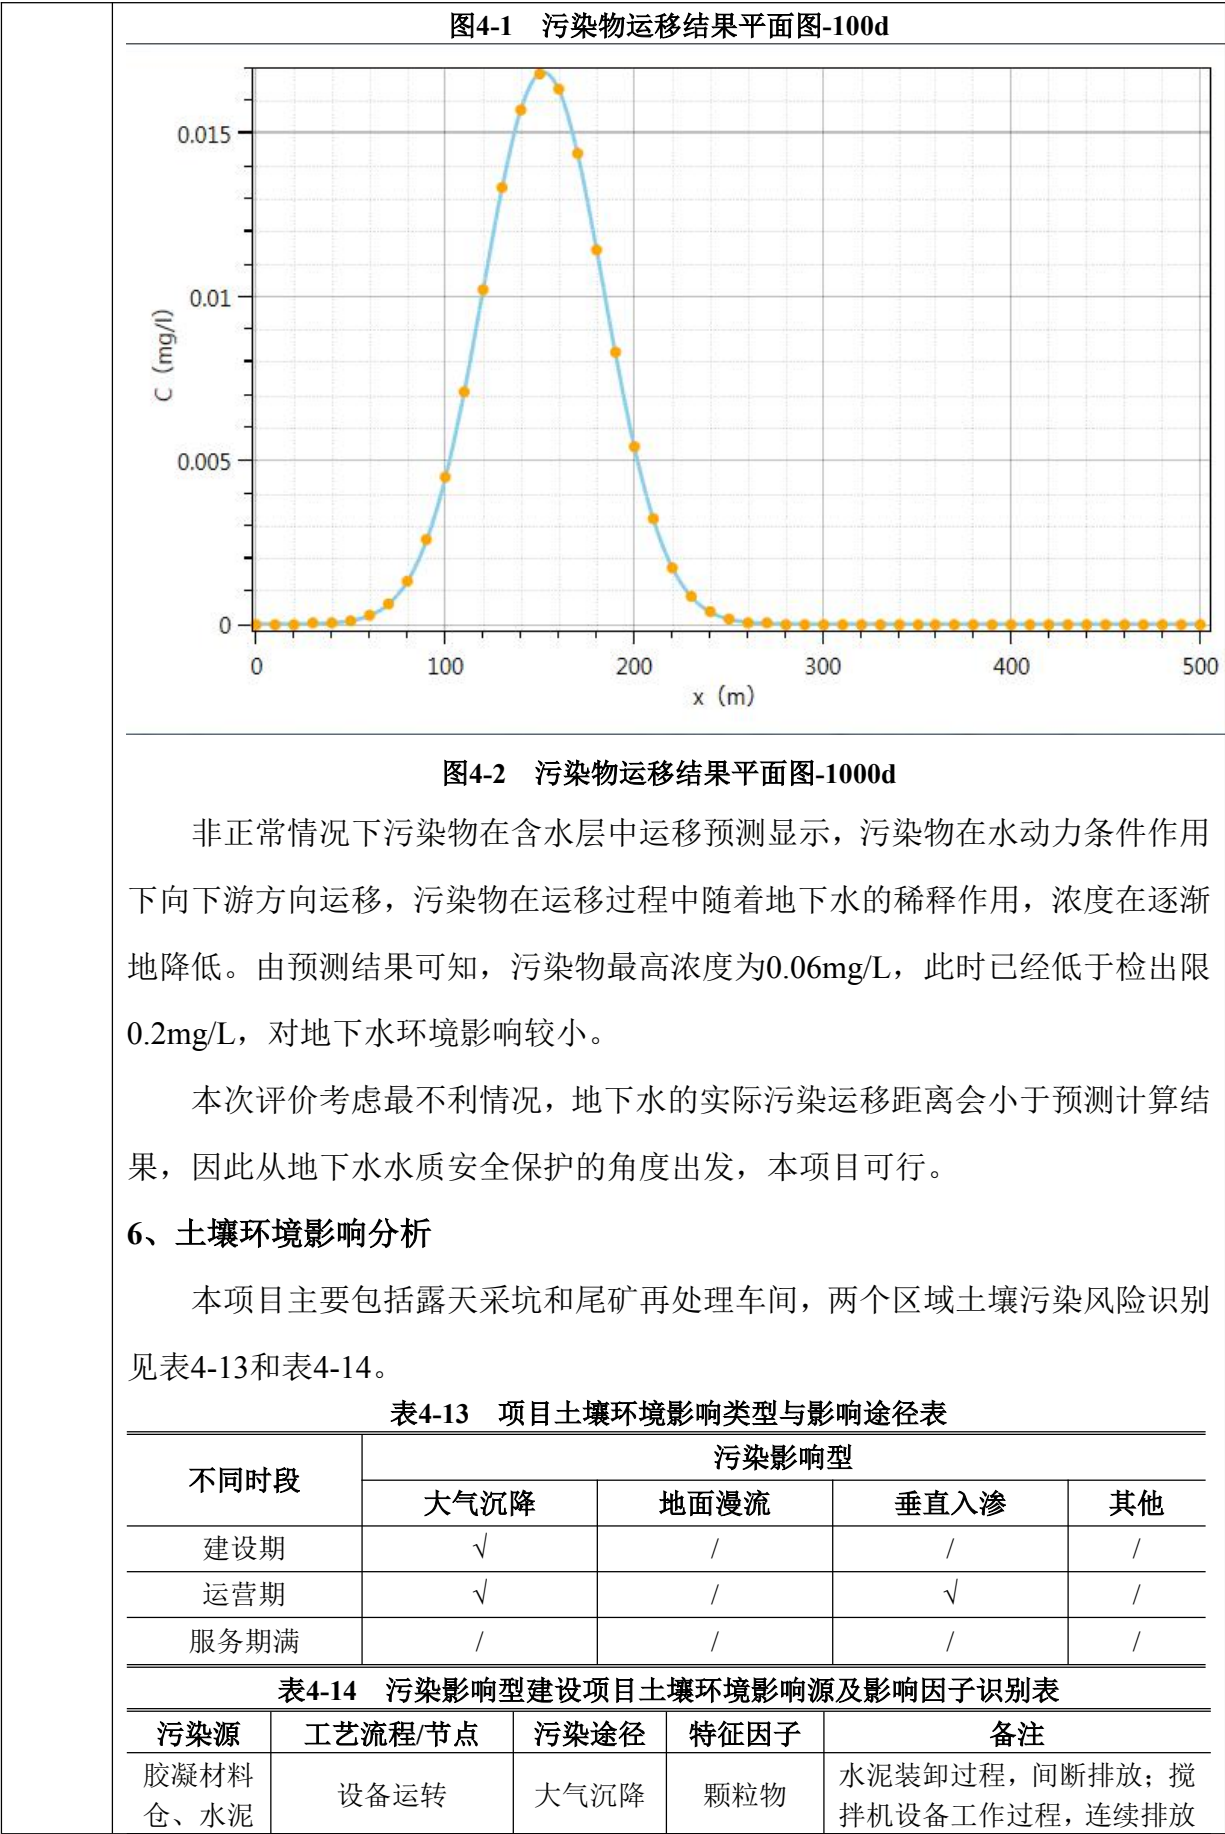 图4-1 污染物运移结果平面图-100d
0.015
0.01
0.005
0
C（mg/l）
0 100 200 300 400 500
x（m）
图4-2 污染物运移结果平面图-1000d
非正常情况下污染物在含水层中运移预测显示，污染物在水动力条件作用
下向下游方向运移，污染物在运移过程中随着地下水的稀释作用，浓度在逐渐
地降低。由预测结果可知，污染物最高浓度为0.06mg/L，此时已经低于检出限
0.2mg/L，对地下水环境影响较小。
本次评价考虑最不利情况，地下水的实际污染运移距离会小于预测计算结
果，因此从地下水水质安全保护的角度出发，本项目可行。
6、土壤环境影响分析
本项目主要包括露天采坑和尾矿再处理车间，两个区域土壤污染风险识别
见表4-13和表4-14。
表4-13 项目土壤环境影响类型与影响途径表
不同时段 污染影响型
大气沉降 地面漫流 垂直入渗 其他
建设期 √ / / /
运营期 √ / √ /
服务期满 / / / /
表4-14 污染影响型建设项目土壤环境影响源及影响因子识别表
污染源 工艺流程/节点 污染途径 特征因子 备注
胶凝材料
仓、水泥 设备运转 大气沉降 颗粒物 水泥装卸过程，间断排放；搅
拌机设备工作过程，连续排放